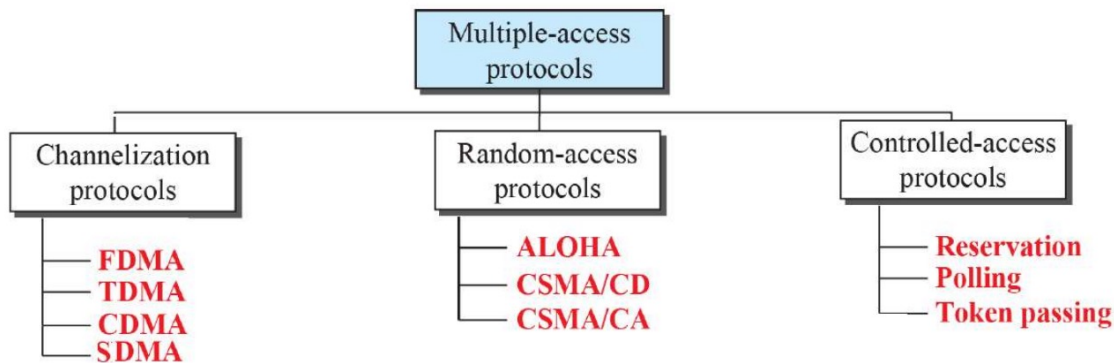 Multiple-access
protocols
Channelization
protocols
Random-access
protocols
Controlled-access
protocols
FDMA
TDMA
CDMA
SDMA
ALOHA
CSMA/CD
CSMA/CA
Reservation
Polling
Token passing